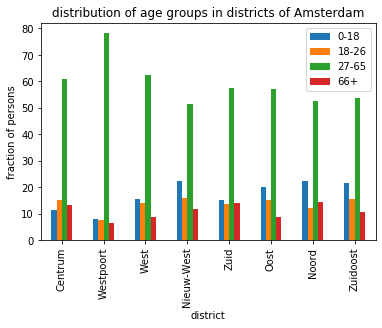 distribution of age groups in districts of Amsterdam
fraction of persons
80
70
60
50
40
30
20
10
0
0-18
18-26
27-65
66+
Centrum
Westpoort
West
Nieuw-West
Zuid
Oost
Noord
Zuidoost
district